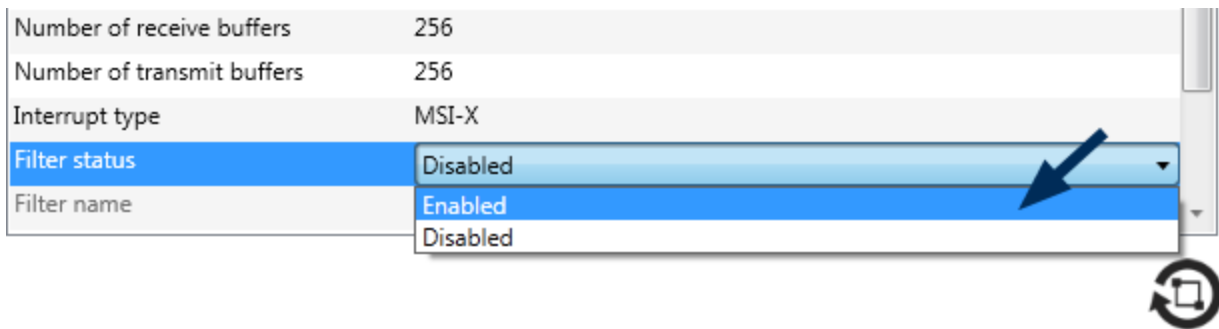 Number of receive buffers 256
Number of transmit buffers 256
Interrupt type MSI-X
Filter status Disabled
Filter name Enabled
Disabled